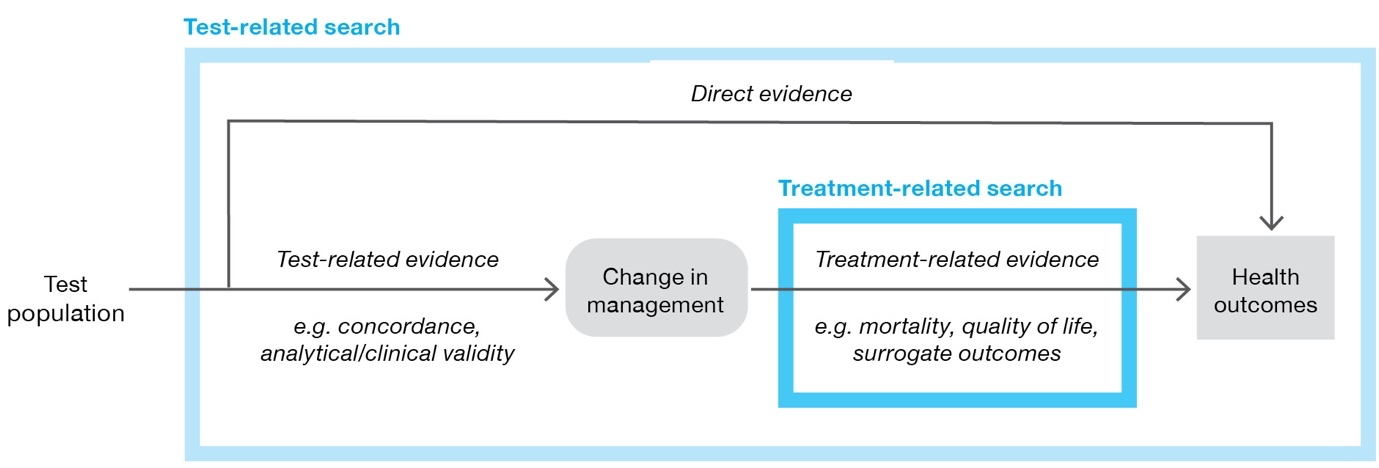 Test-related search
Direct evidence
Treatment-related search
Test
population
Test-related evidence
e.g. concordance,
analytical/clinical validity
Change in
management
Treatment-related evidence
e.g. mortality, quality of life,
surrogate outcomes
Health
outcomes